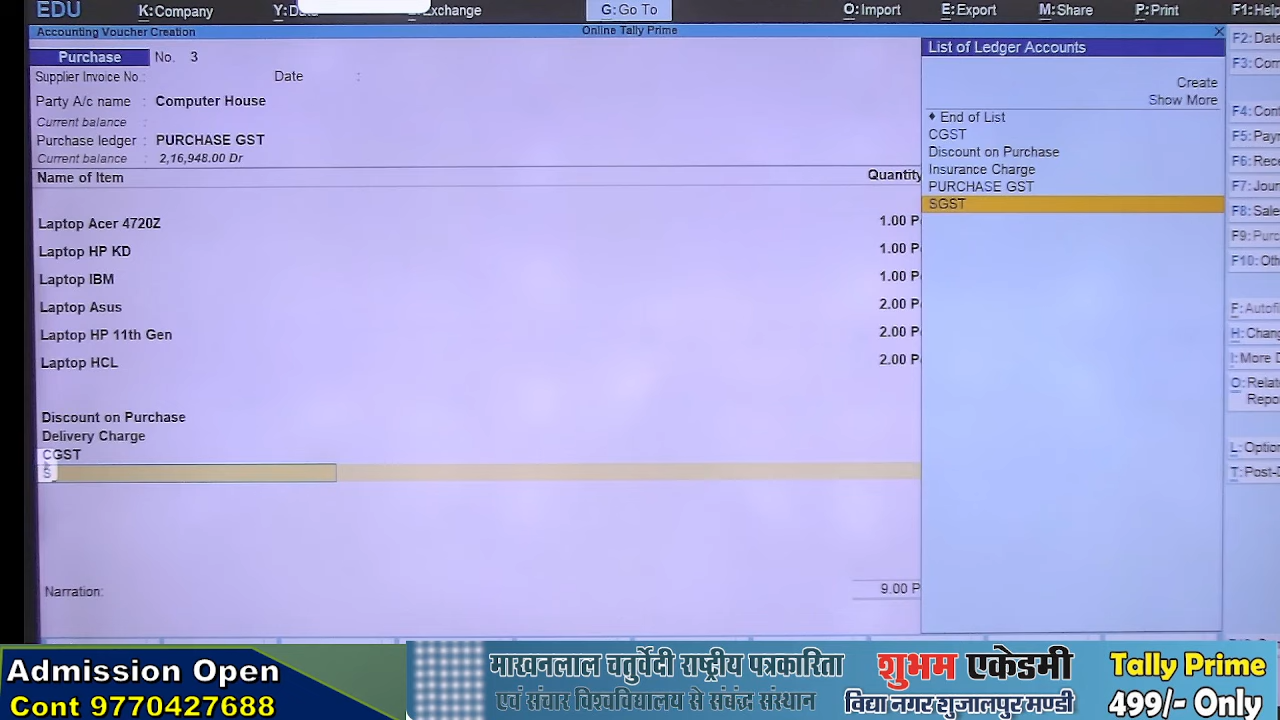 EDU
K:Company
Exchange
G:Go To
O:Import
E:Export
M:Share
P:Print
F1:Help
Accounting Voucher Creation
Online Tally Prime
Purchase No. 3
Supplier Invoice No.: Date :
Party A/c name : Computer House
Current balance :
Purchase ledger : PURCHASE GST
Current balance : 2,16,948.00 Dr
Name of Item Quantity
Laptop Acer 4720Z 1.00 P
Laptop HP KD 1.00 P
Laptop IBM 1.00 P
Laptop Asus 2.00 P
Laptop HP 11th Gen 2.00 P
Laptop HCL 2.00 P
Discount on Purchase
Delivery Charge
CGST
S
Narration: 9.00 P
List of Ledger Accounts
Create
Show More
♦ End of List
CGST
Discount on Purchase
Insurance Charge
PURCHASE GST
SGST
F2:Date
F3:Com
F4:Cont
F5:Payr
F6:Rece
F7:Jour
F8:Sale
F9:Purc
F10:Oth
F:Autofil
H:Chang
I:More D
O:Relat
Repo
L:Option
T:Post-D
Admission Open
Cont 9770427688
माखनलाल चतुर्वेदी राष्ट्रीय पत्रकारिता
एवं संचार विश्वविद्यालय से संबंद्ध संस्थान
शुभम एकेडमी
विद्या नगर शुजालपुर मण्डी
Tally Prime
499/- Only